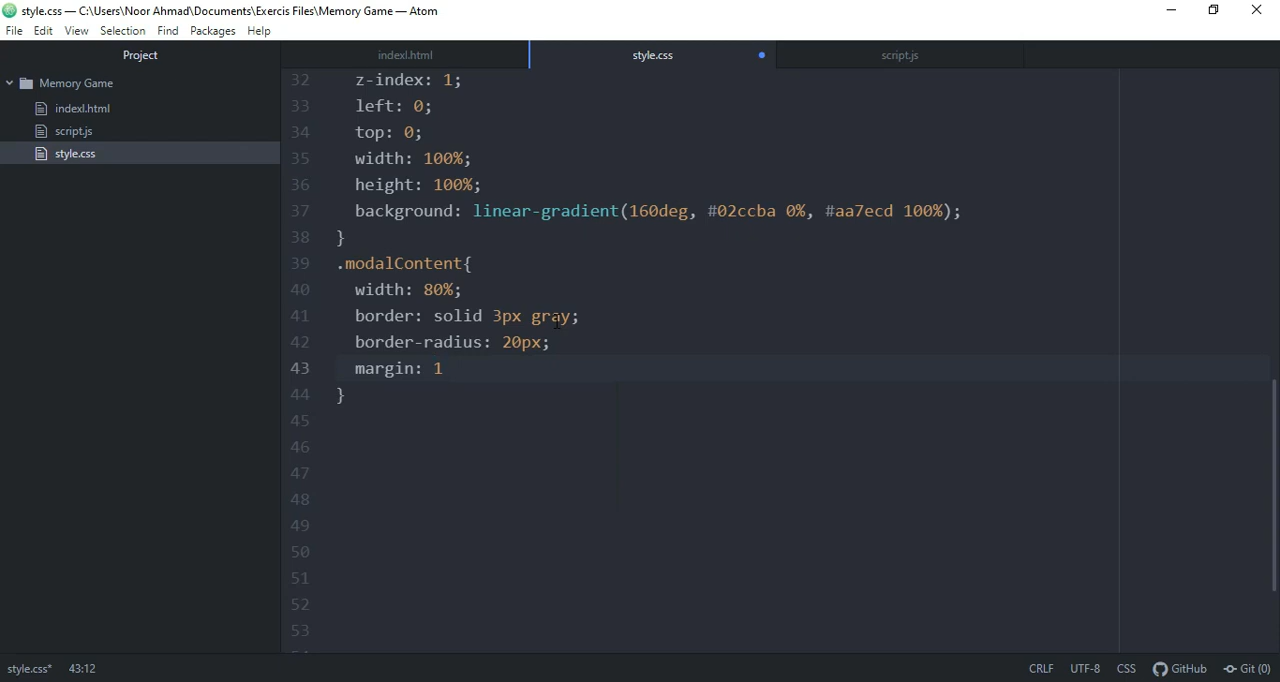 style.css — C:\Users\Noor Ahmad\Documents\Exercis Files\Memory Game — Atom
File Edit View Selection Find Packages Help
Project indexl.html style.css script.js
Memory Game
indexl.html
script.js
style.css
32 z-index: 1;
33 left: 0;
34 top: 0;
35 width: 100%;
36 height: 100%;
37 background: linear-gradient(160deg, #02ccba 0%, #aa7ecd 100%);
38 }
39 .modalContent{
40 width: 80%;
41 border: solid 3px gray;
42 border-radius: 20px;
43 margin: 1
44 }
45
46
47
48
49
50
51
52
53
style.css* 43:12 CRLF UTF-8 CSS GitHub Git (0)